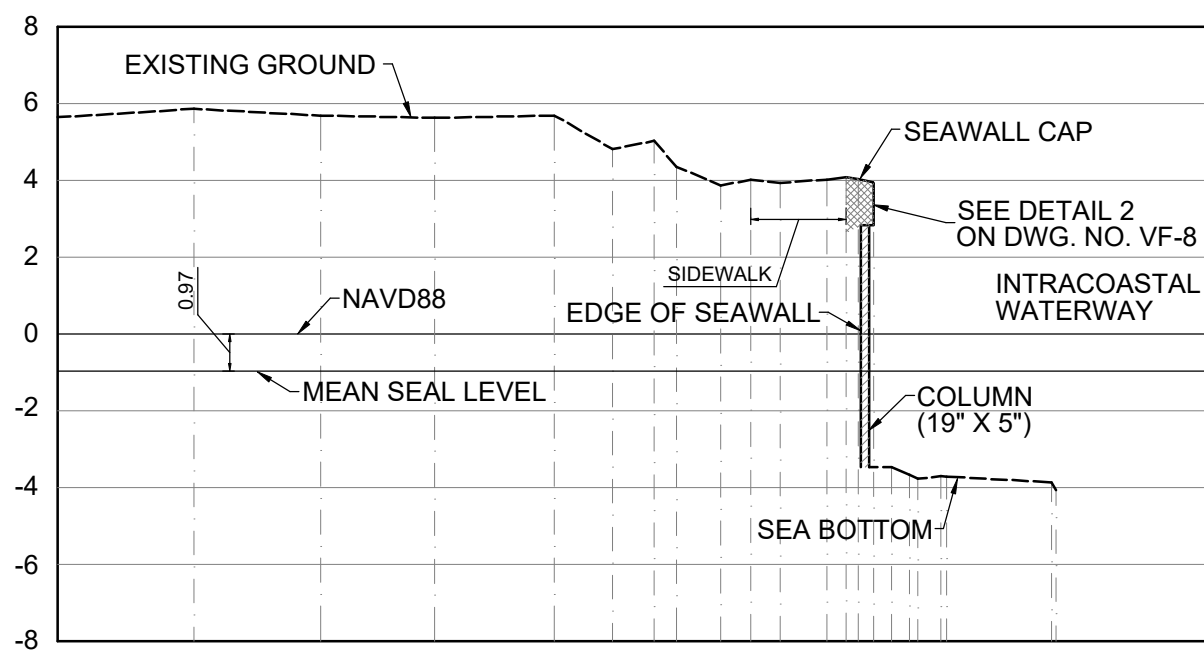 8
EXISTING GROUND
6
SEAWALL CAP
4
SEE DETAIL 2
ON DWG. NO. VF-8
2
SIDEWALK
INTRACOASTAL
WATERWAY
0.97
NAVD88
EDGE OF SEAWALL
0
MEAN SEAL LEVEL
COLUMN
(19" X 5")
-2
-4
SEA BOTTOM
-6
-8